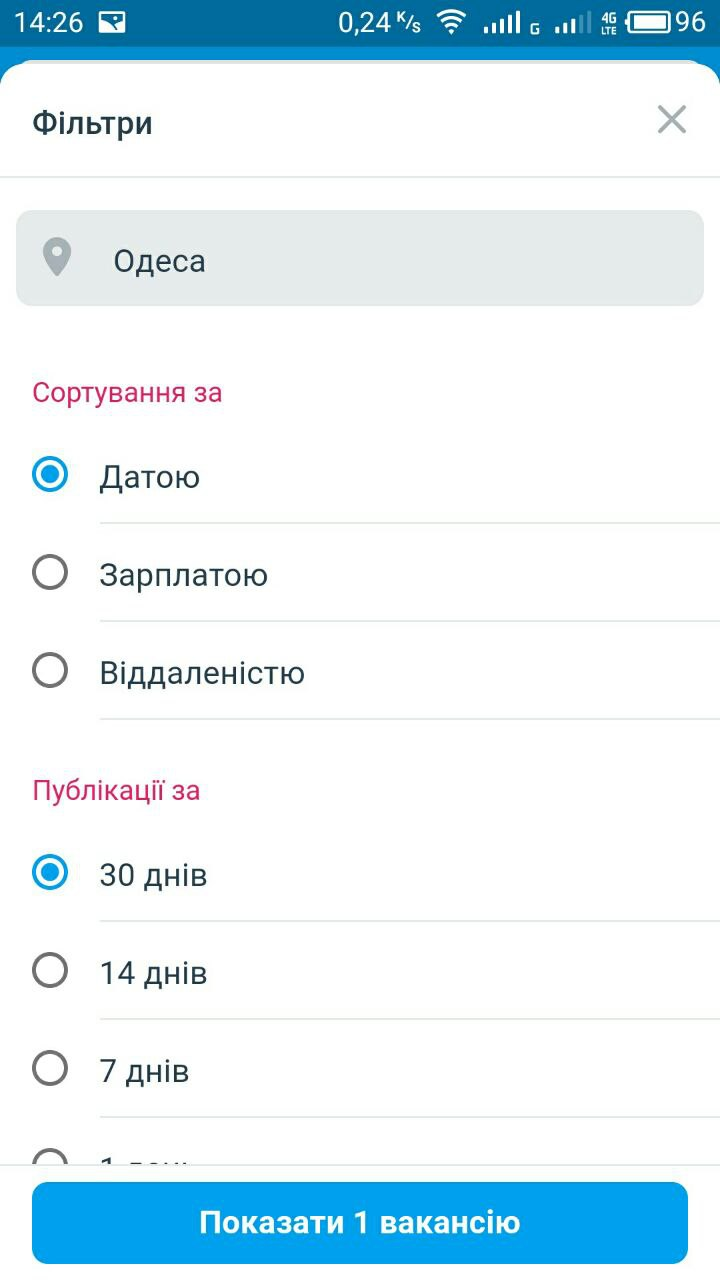 14:26 0,24 K/s G 4G LTE 96
Фільтри
Одеса
Сортування за
Датою
Зарплатою
Віддаленістю
Публікації за
30 днів
14 днів
7 днів
Показати 1 вакансію